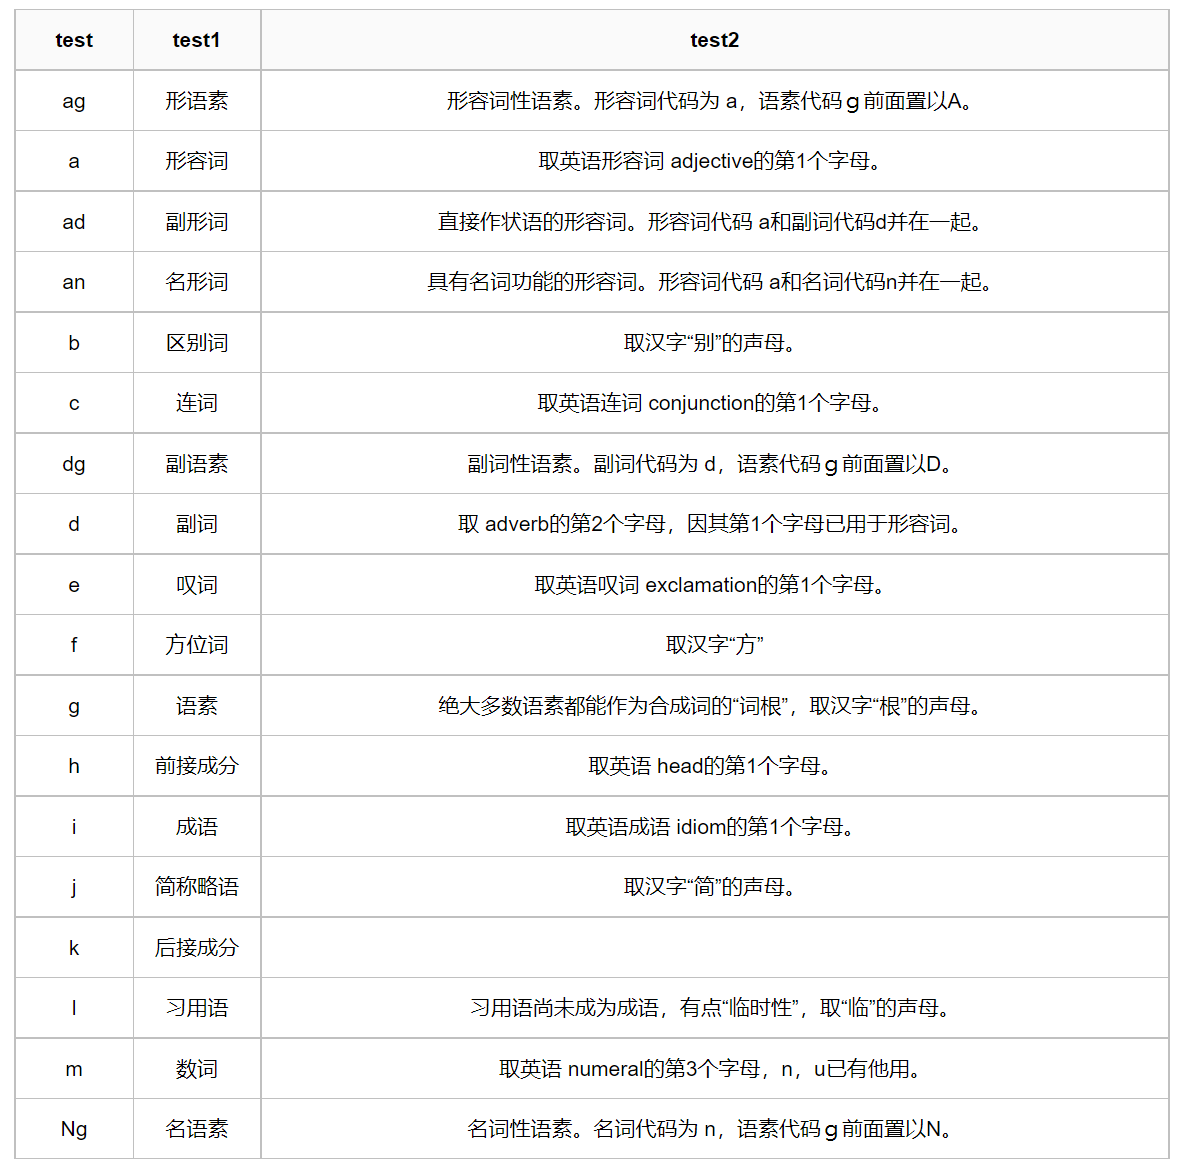 test test1 test2
ag 形语素 形容词性语素。形容词代码为 a，语素代码ｇ前面置以A。
a 形容词 取英语形容词 adjective的第1个字母。
ad 副形词 直接作状语的形容词。形容词代码 a和副词代码d并在一起。
an 名形词 具有名词功能的形容词。形容词代码 a和名词代码n并在一起。
b 区别词 取汉字“别”的声母。
c 连词 取英语连词 conjunction的第1个字母。
dg 副语素 副词性语素。副词代码为 d，语素代码ｇ前面置以D。
d 副词 取 adverb的第2个字母，因其第1个字母已用于形容词。
e 叹词 取英语叹词 exclamation的第1个字母。
f 方位词 取汉字“方”
g 语素 绝大多数语素都能作为合成词的“词根”，取汉字“根”的声母。
h 前接成分 取英语 head的第1个字母。
i 成语 取英语成语 idiom的第1个字母。
j 简称略语 取汉字“简”的声母。
k 后接成分
l 习用语 习用语尚未成为成语，有点“临时性”，取“临”的声母。
m 数词 取英语 numeral的第3个字母，n，u已有他用。
Ng 名语素 名词性语素。名词代码为 n，语素代码ｇ前面置以N。